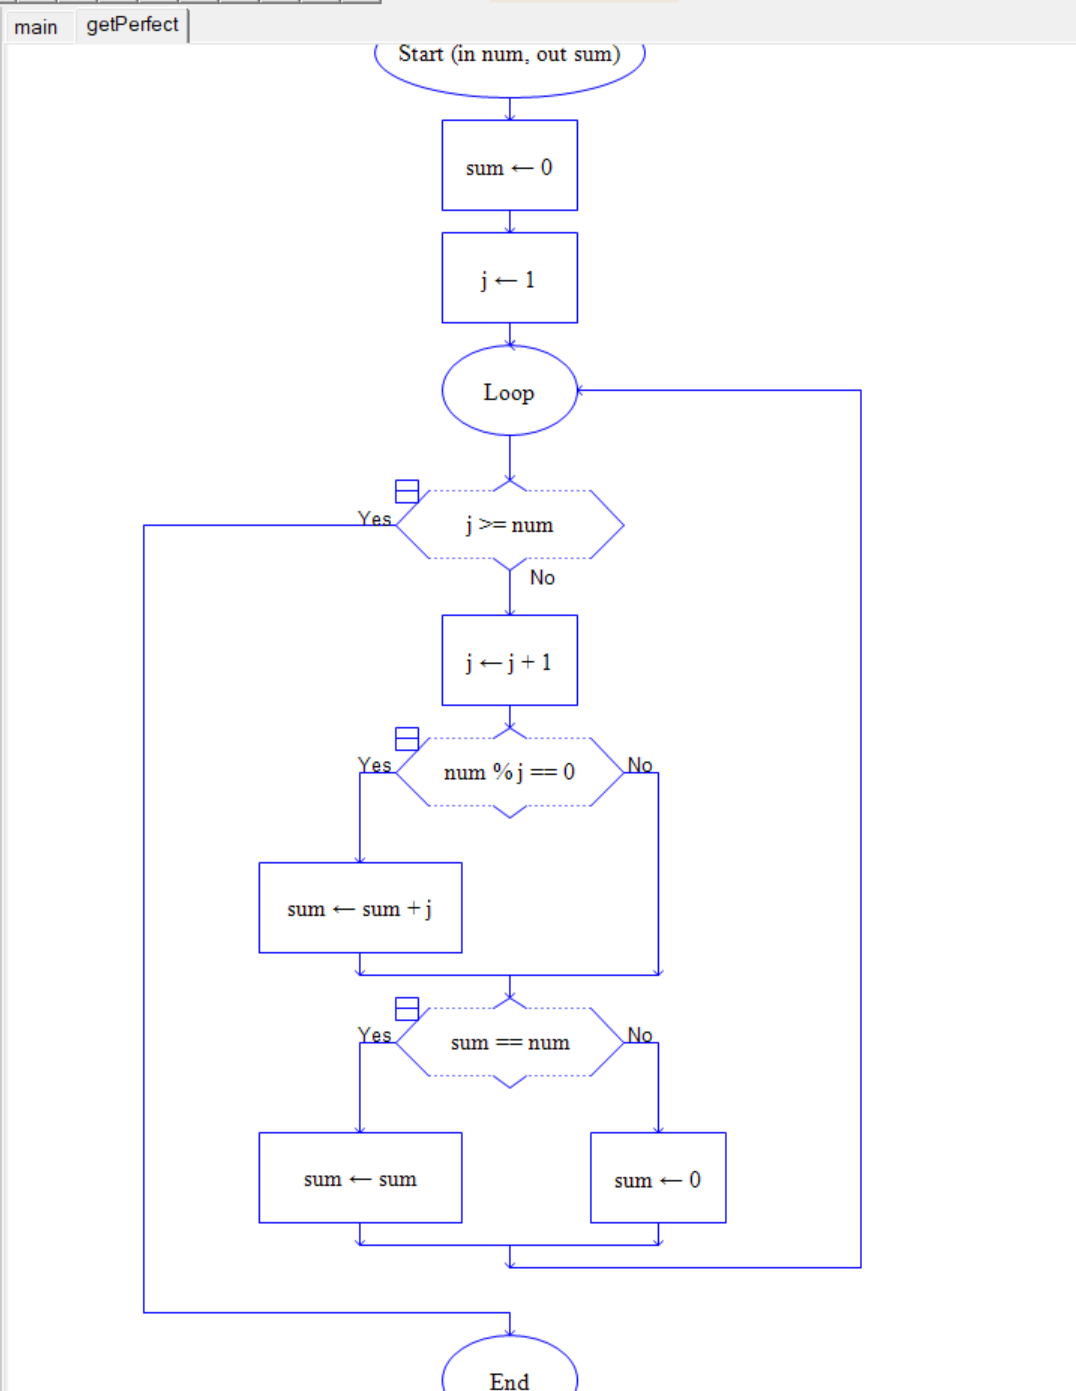 main
getPerfect
Start (in num, out sum)
sum ← 0
j ← 1
Loop
Yes
j >= num
No
j ← j + 1
Yes
num % j == 0
No
sum ← sum + j
Yes
sum == num
No
sum ← sum
sum ← 0
End